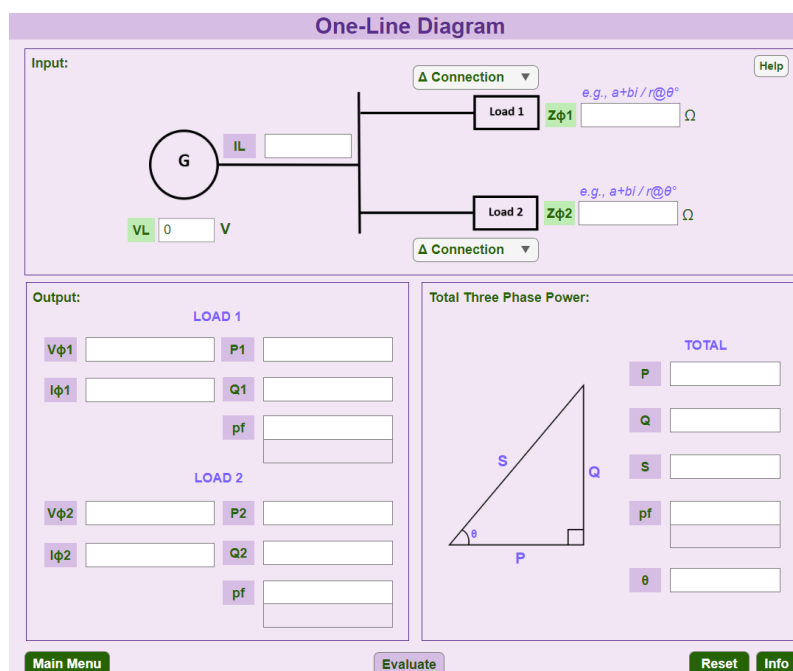 One-Line Diagram
Input:
Help
Δ Connection ▼
e.g., a+bi / r@θ°
Load 1
Zϕ1
Ω
IL
G
e.g., a+bi / r@θ°
Load 2
Zϕ2
Ω
VL
0
V
Δ Connection ▼
Output:
LOAD 1
Vϕ1
P1
Iϕ1
Q1
pf
LOAD 2
Vϕ2
P2
Iϕ2
Q2
pf
Total Three Phase Power:
TOTAL
P
Q
S
pf
θ
S
Q
θ
P
Main Menu
Evaluate
Reset
Info